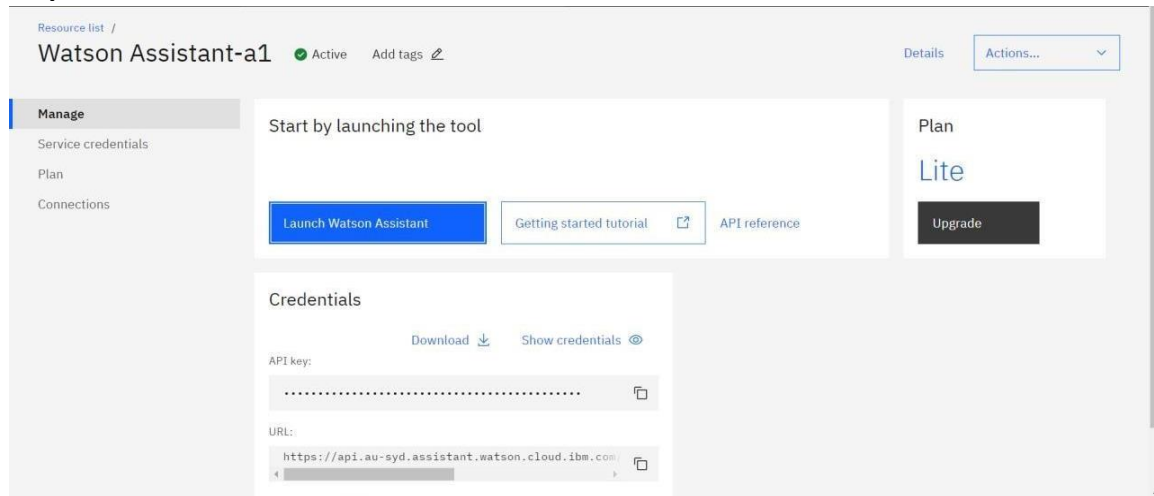 Resource list /
Watson Assistant-a1 Active Add tags
Details Actions...
Manage
Service credentials
Plan
Connections
Start by launching the tool
Launch Watson Assistant Getting started tutorial API reference
Plan
Lite
Upgrade
Credentials
Download Show credentials
API key:
............................................
URL:
https://api.au-syd.assistant.watson.cloud.ibm.com/